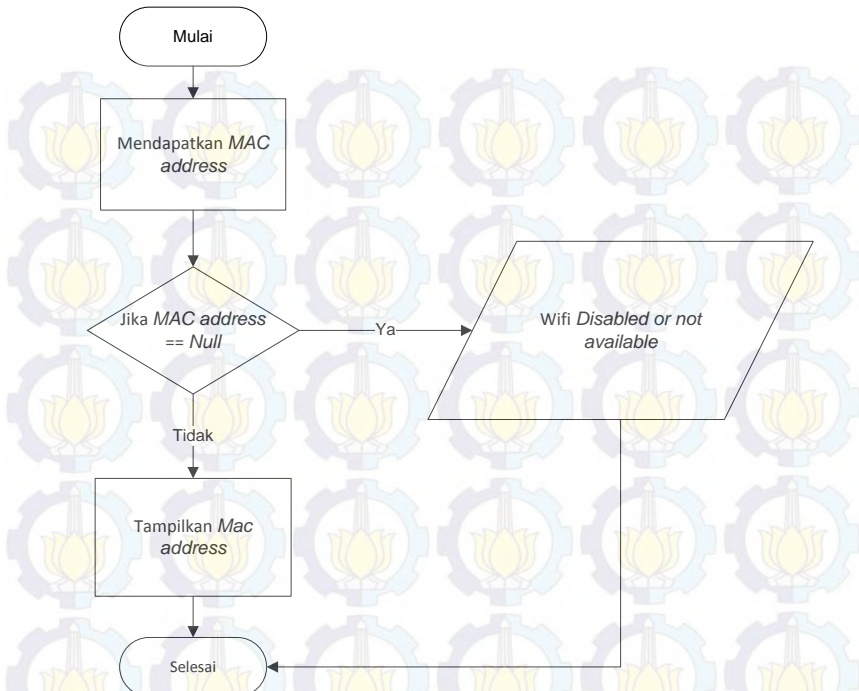 Mulai
Mendapatkan MAC
address
Jika MAC address
== Null
Ya
Wifi Disabled or not
available
Tidak
Tampilkan Mac
address
Selesai